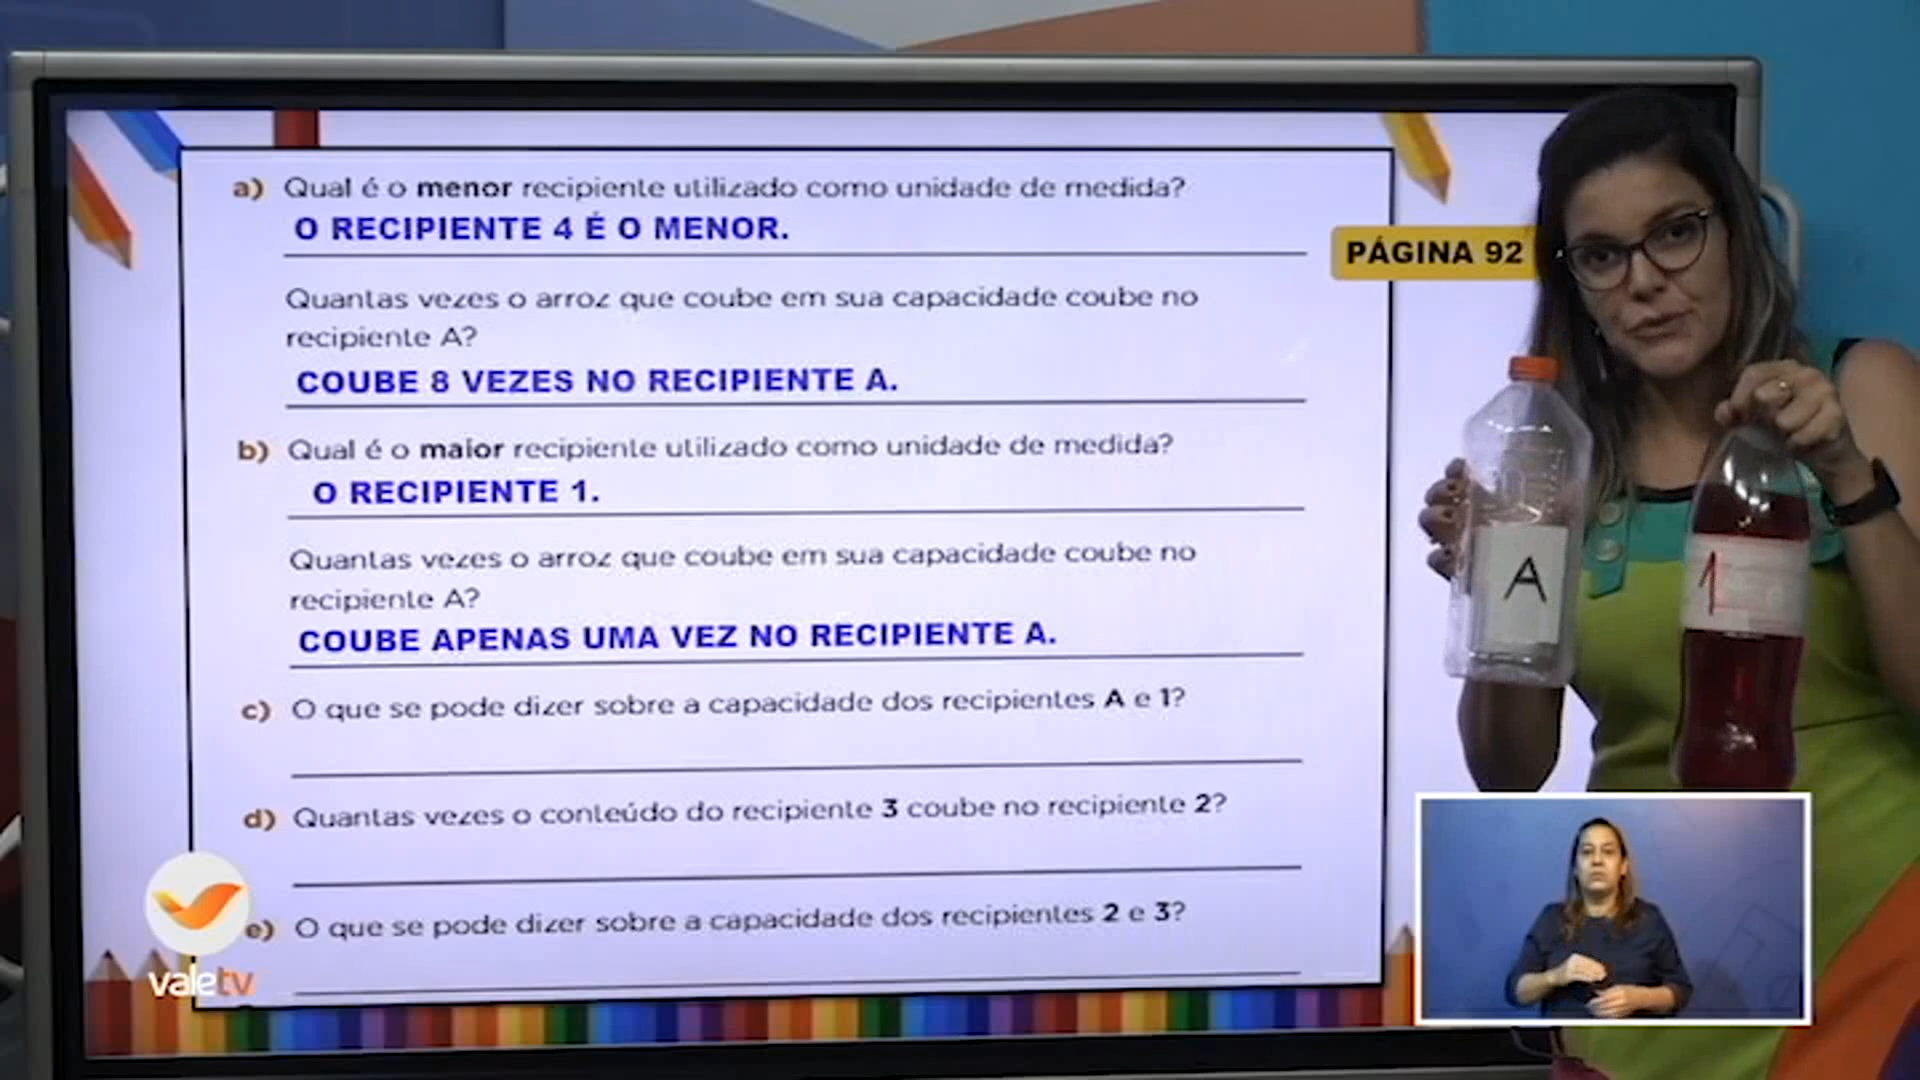 a) Qual é o menor recipiente utilizado como unidade de medida?
O RECIPIENTE 4 É O MENOR.
PÁGINA 92
Quantas vezes o arroz que coube em sua capacidade coube no
recipiente A?
COUBE 8 VEZES NO RECIPIENTE A.
b) Qual é o maior recipiente utilizado como unidade de medida?
O RECIPIENTE 1.
Quantas vezes o arroz que coube em sua capacidade coube no
recipiente A?
COUBE APENAS UMA VEZ NO RECIPIENTE A.
c) O que se pode dizer sobre a capacidade dos recipientes A e 1?
d) Quantas vezes o conteúdo do recipiente 3 coube no recipiente 2?
e) O que se pode dizer sobre a capacidade dos recipientes 2 e 3?
A
1
valetv